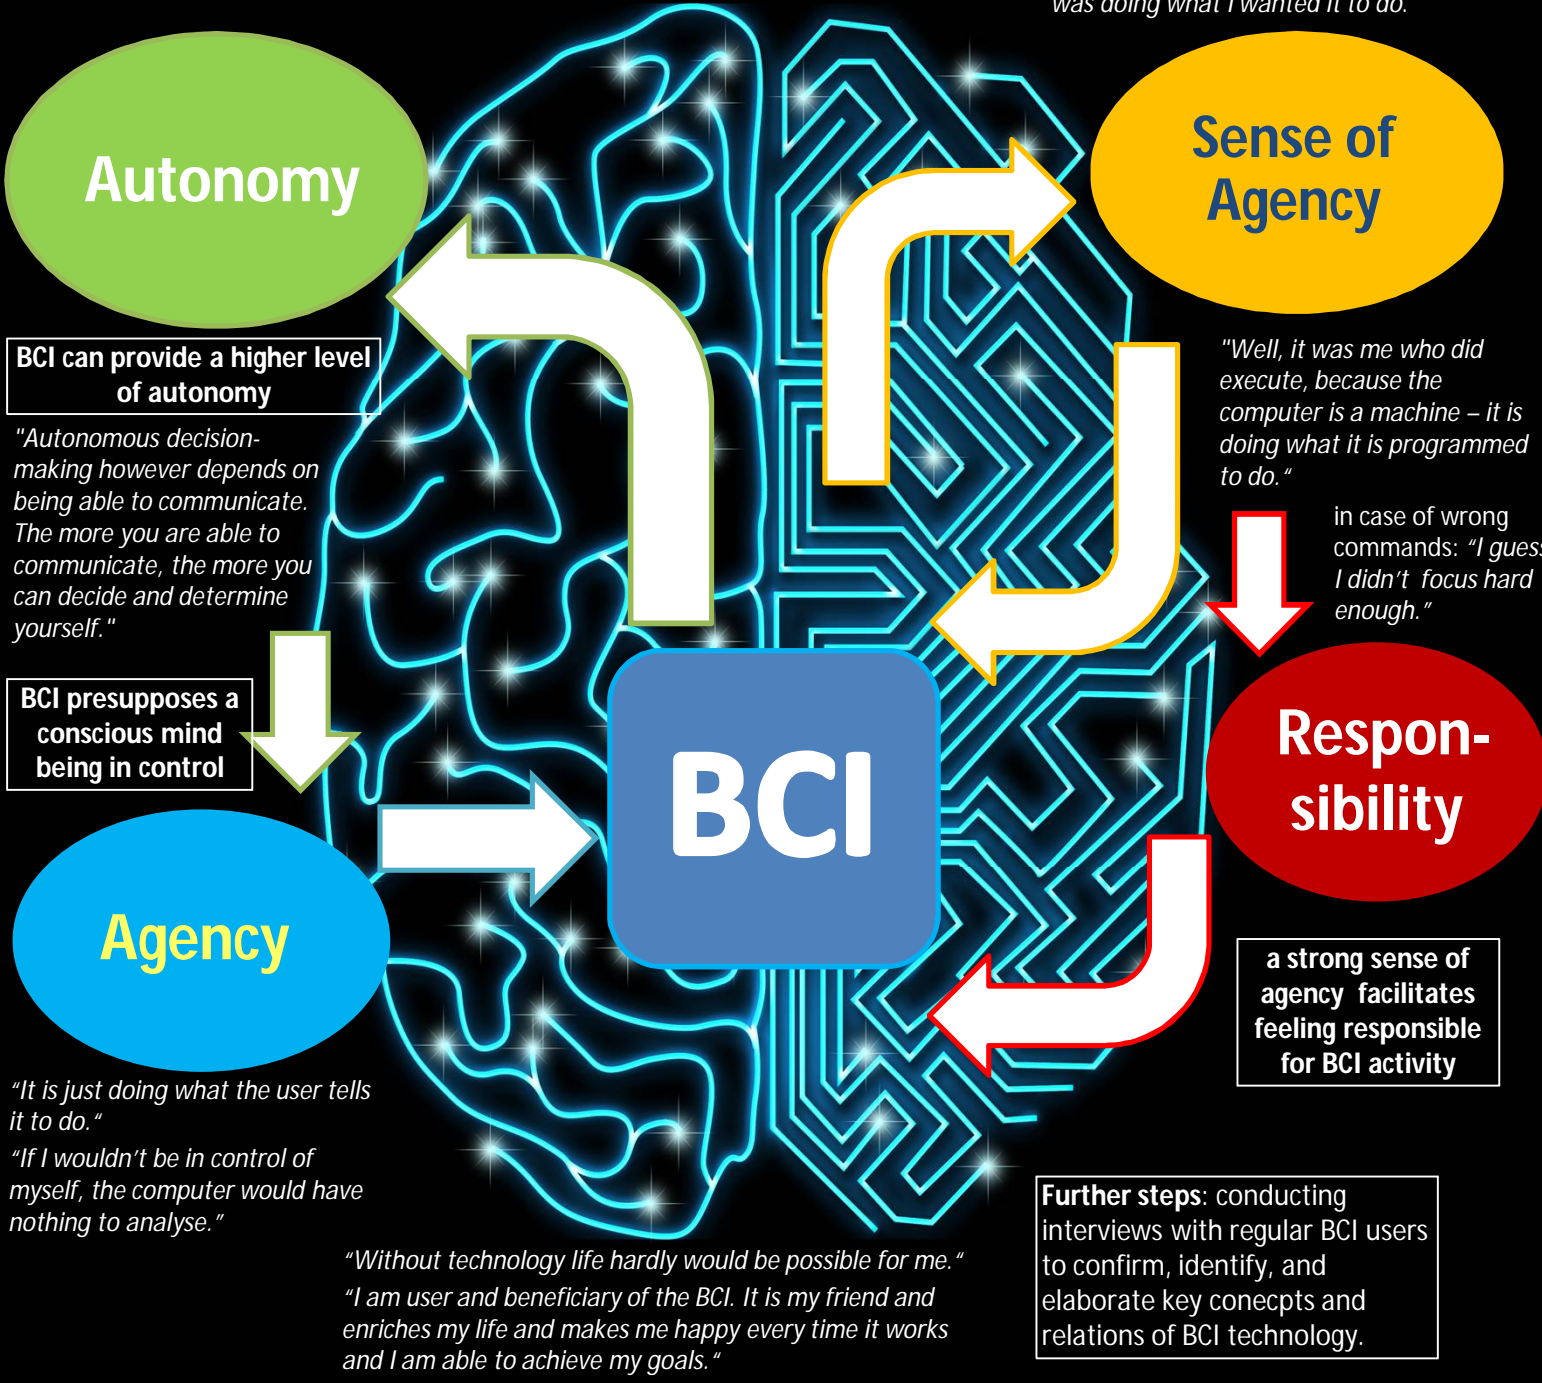 was doing what I wanted it to do.
Autonomy
Sense of
Agency
BCI can provide a higher level
of autonomy
"Autonomous decision-
making however depends on
being able to communicate.
The more you are able to
communicate, the more you
can decide and determine
yourself."
"Well, it was me who did
execute, because the
computer is a machine – it is
doing what it is programmed
to do.“
in case of wrong
commands: “I guess
I didn’t focus hard
enough.”
BCI presupposes a
conscious mind
being in control
BCI
Respon-
sibility
Agency
a strong sense of
agency facilitates
feeling responsible
for BCI activity
“It is just doing what the user tells
it to do.“
“If I wouldn’t be in control of
myself, the computer would have
nothing to analyse.”
“Without technology life hardly would be possible for me.“
“I am user and beneficiary of the BCI. It is my friend and
enriches my life and makes me happy every time it works
and I am able to achieve my goals.“
Further steps: conducting
interviews with regular BCI users
to confirm, identify, and
elaborate key conecpts and
relations of BCI technology.